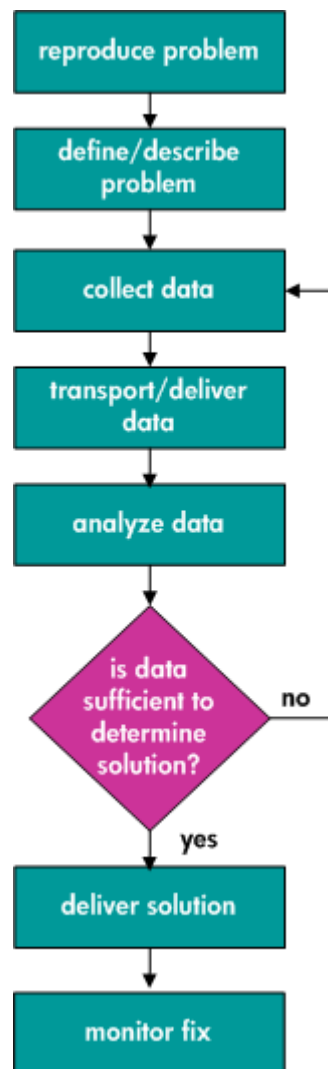 reproduce problem
define/describe
problem
collect data
transport/deliver
data
analyze data
is data
sufficient to
determine
solution?
no
yes
deliver solution
monitor fix